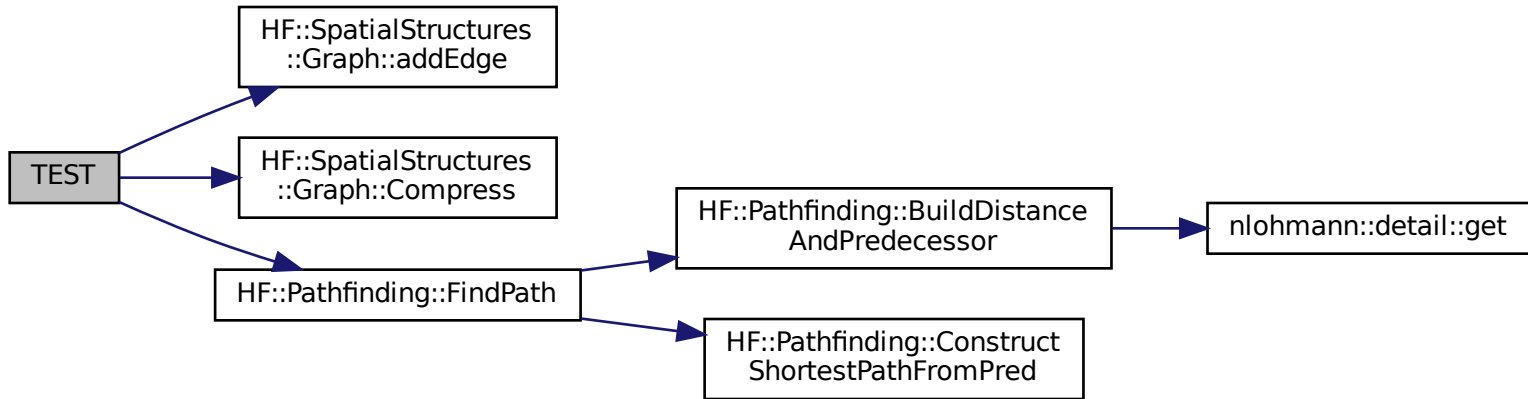 HF::SpatialStructures
::Graph::addEdge
TEST
HF::SpatialStructures
::Graph::Compress
HF::Pathfinding::FindPath
HF::Pathfinding::BuildDistance
AndPredecessor
nlohmann::detail::get
HF::Pathfinding::Construct
ShortestPathFromPred